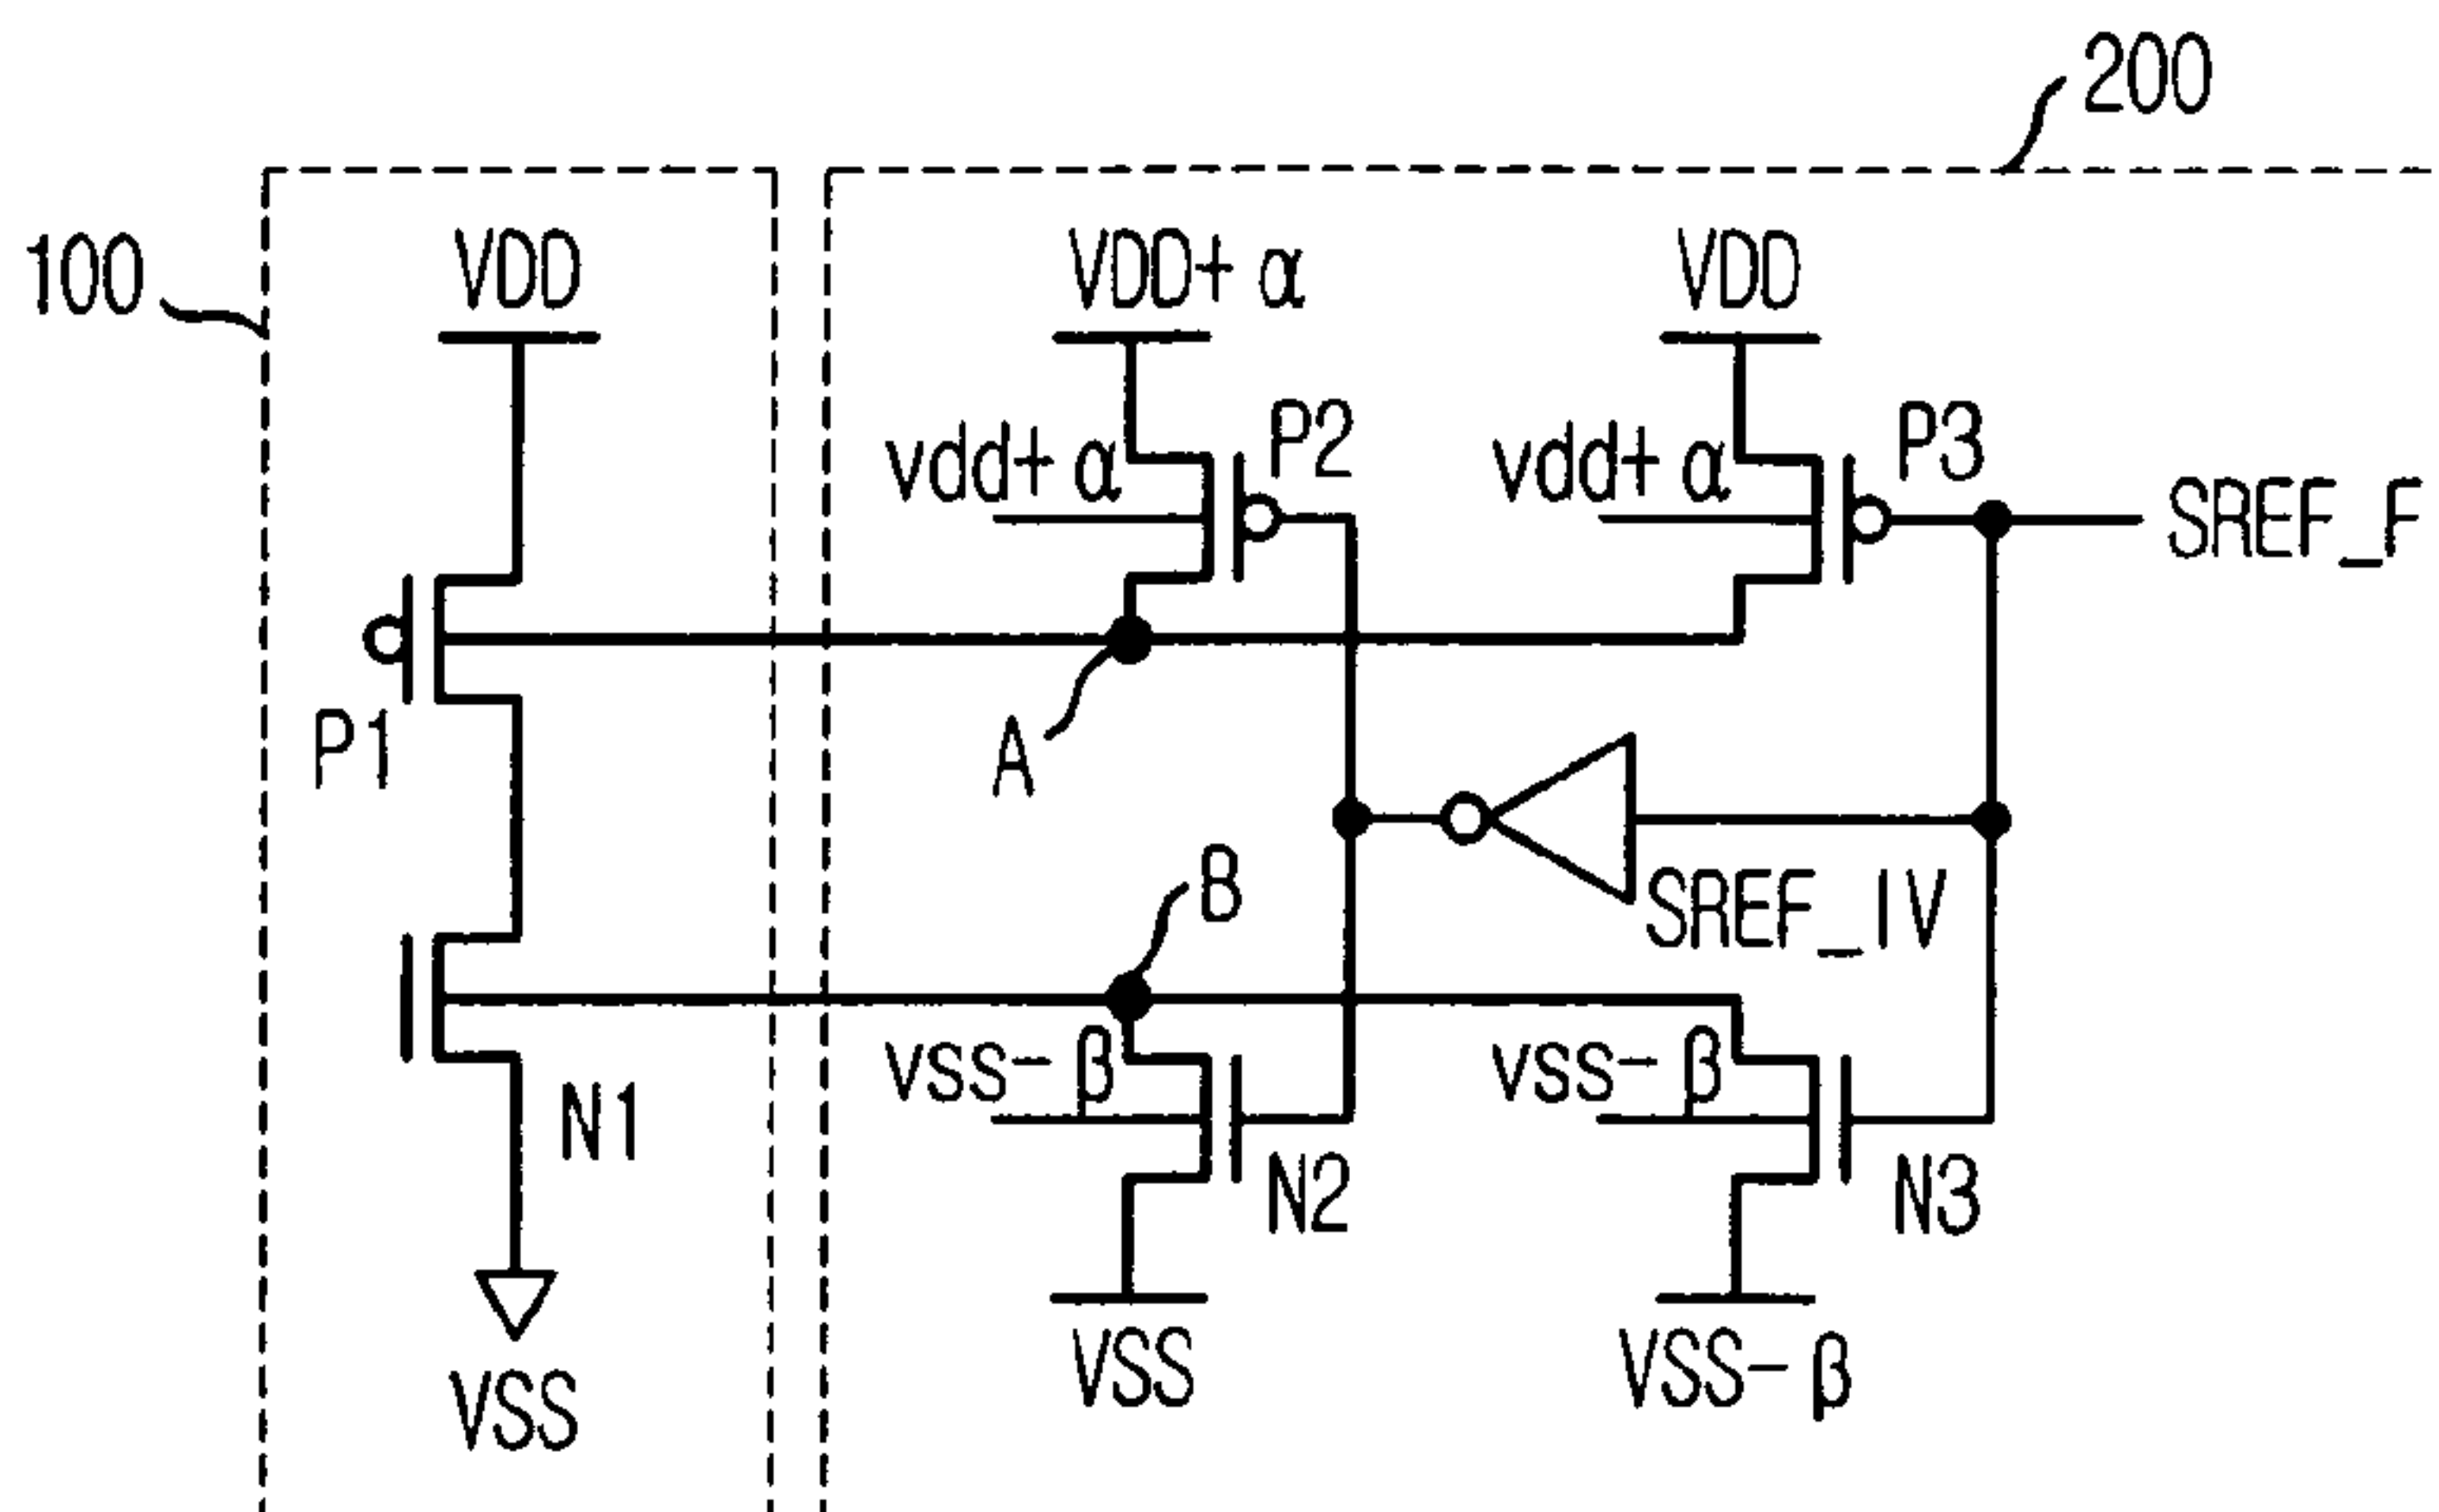 200
100
VDD
VDD+ α
VDD
vdd+ α
P2
vdd+ α
P3
SREF_F
P1
A
B
SREF_IV
vss-β
vss-β
N1
N2
N3
VSS
VSS
VSS-β